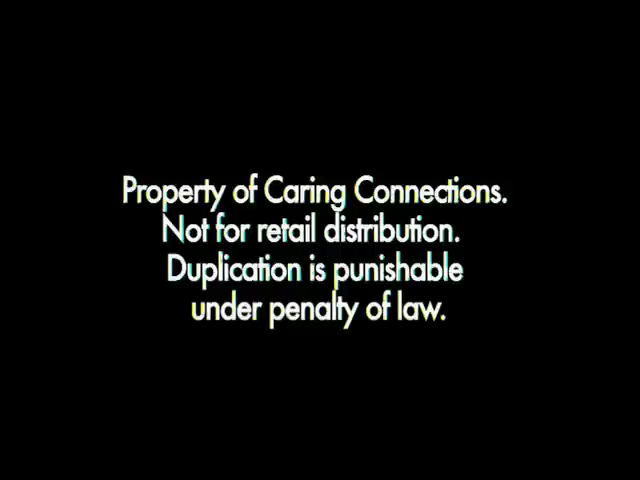 Property of Caring Connections.
Not for retail distribution.
Duplication is punishable
under penalty of law.